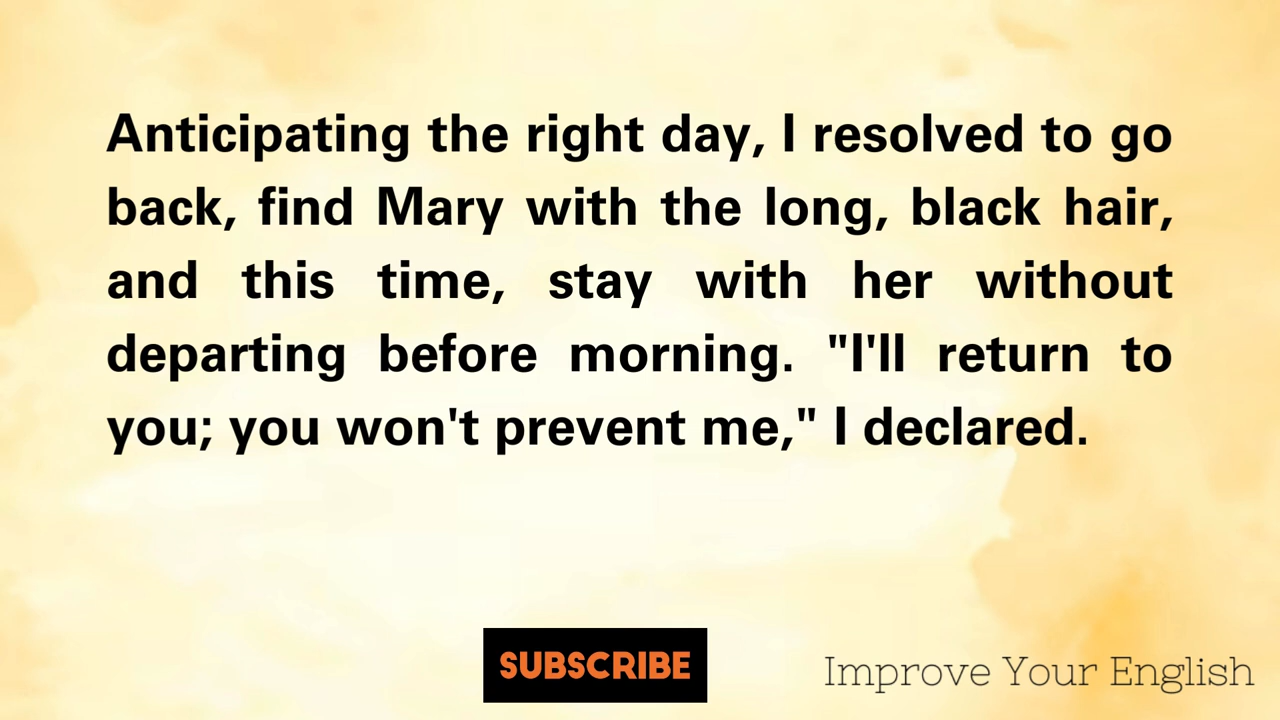 Anticipating the right day, I resolved to go
back, find Mary with the long, black hair,
and this time, stay with her without
departing before morning. "I'll return to
you; you won't prevent me," I declared.
SUBSCRIBE
Improve Your English